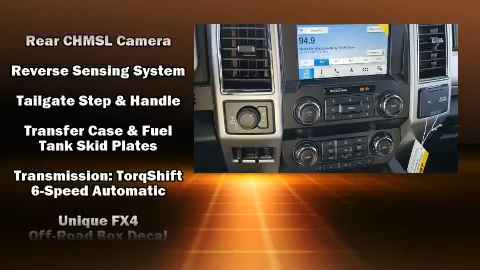 Rear CHMSL Camera
Reverse Sensing System
Tailgate Step & Handle
Transfer Case & Fuel
Tank Skid Plates
Transmission: TorqShift
6-Speed Automatic
Unique FX4
Off-Road Box Decal
94.9